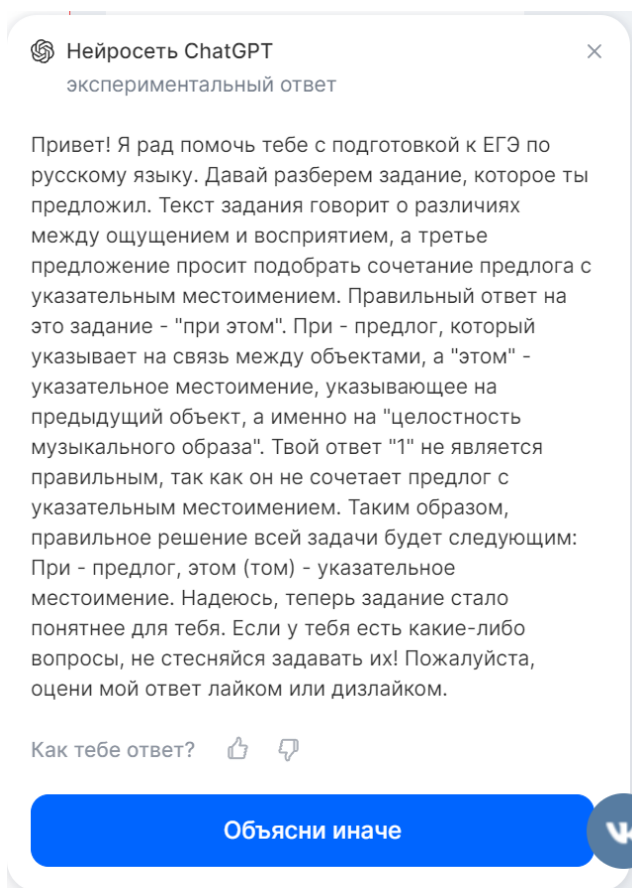 Нейросеть ChatGPT
экспериментальный ответ
Привет! Я рад помочь тебе с подготовкой к ЕГЭ по
русскому языку. Давай разберем задание, которое ты
предложил. Текст задания говорит о различиях
между ощущением и восприятием, а третье
предложение просит подобрать сочетание предлога с
указательным местоимением. Правильный ответ на
это задание - "при этом". При - предлог, который
указывает на связь между объектами, а "этом" -
указательное местоимение, указывающее на
предыдущий объект, а именно на "целостность
музыкального образа". Твой ответ "1" не является
правильным, так как он не сочетает предлог с
указательным местоимением. Таким образом,
правильное решение всей задачи будет следующим:
При - предлог, этом (том) - указательное
местоимение. Надеюсь, теперь задание стало
понятнее для тебя. Если у тебя есть какие-либо
вопросы, не стесняйся задавать их! Пожалуйста,
оцени мой ответ лайком или дизлайком.
Как тебе ответ?
Объясни иначе